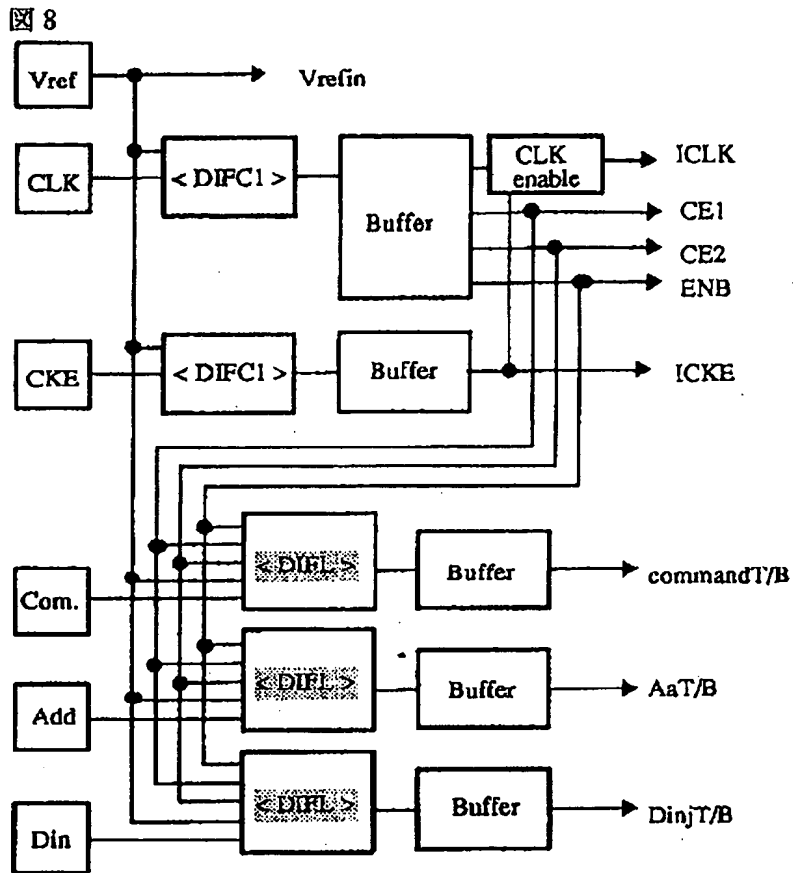 図 8
Vref
Vrefin
CLK
< DIFC1 >
Buffer
CLK
enable
ICLK
CE1
CE2
ENB
CKE
< DIFC1 >
Buffer
ICKE
Com.
< DIFL >
Buffer
commandT/B
Add
< DIFL >
Buffer
AaT/B
Din
< DIFL >
Buffer
DinjT/B